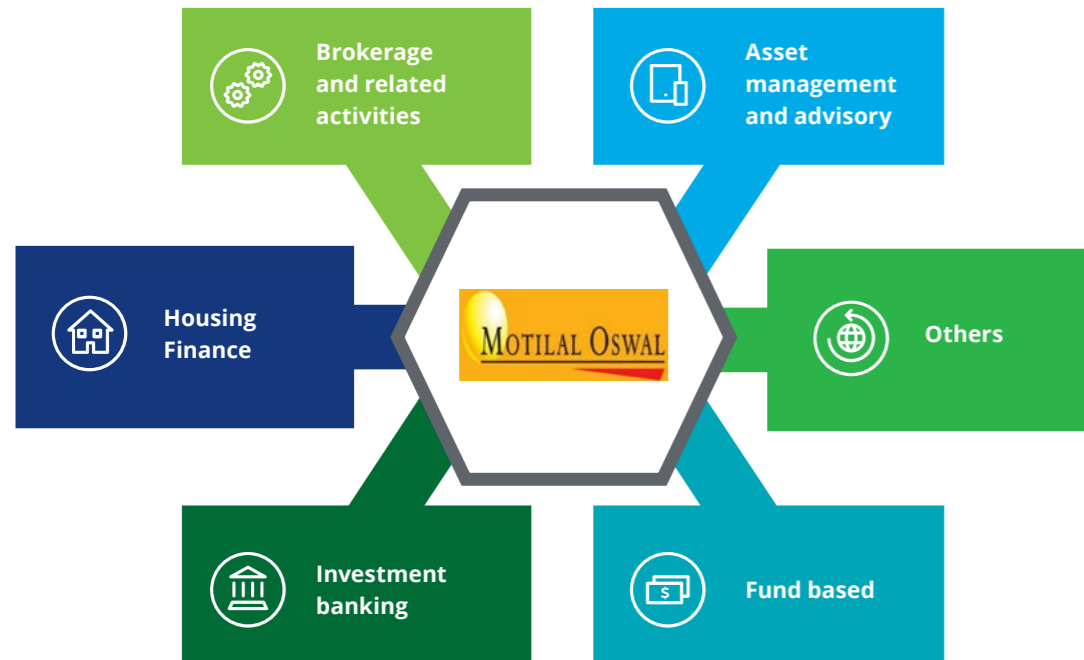 Brokerage
and related
activities
Asset
management
and advisory
Housing
Finance
MOTILAL OSWAL
Others
Investment
banking
$
Fund based